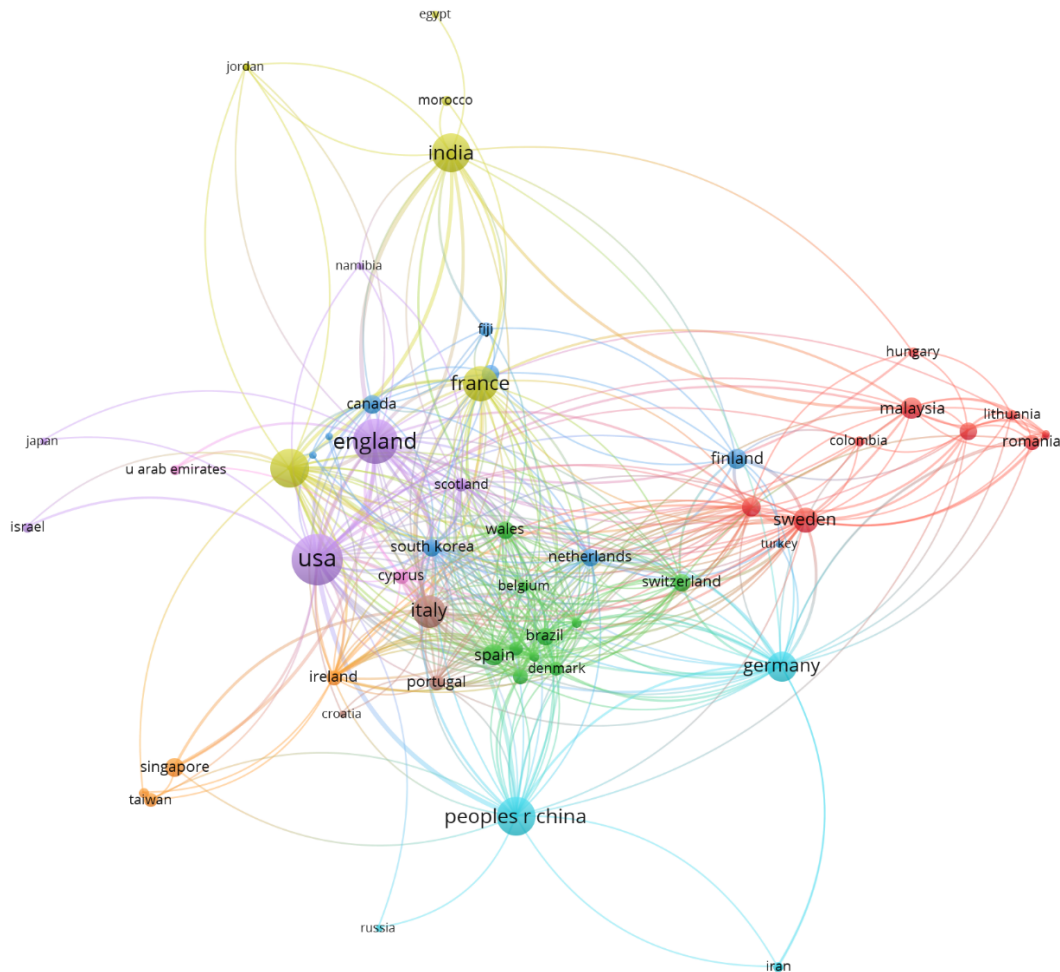 egypt
jordan
morocco
india
namibia
fiji
hungary
france
canada
malaysia
lithuania
england
colombia
romania
japan
finland
u arab emirates
scotland
israel
sweden
wales
turkey
south korea
netherlands
usa
cyprus
belgium
switzerland
italy
brazil
spain
germany
denmark
ireland
portugal
croatia
singapore
taiwan
peoples r china
russia
iran